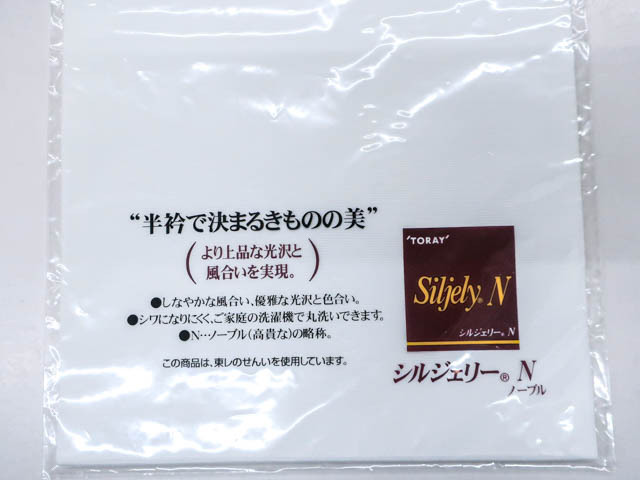 “半衿で決まるきものの美”
(より上品な光沢と
風合いを実現。)
●しなやかな風合い、優雅な光沢と色合い。
●シワになりにくく、ご家庭の洗濯機で丸洗いできます。
●N…ノーブル(高貴な)の略称。
この商品は、東レのせんいを使用しています。
'TORAY'
Siljely® N
シルジェリー® N
シルジェリー® N
ノーブル